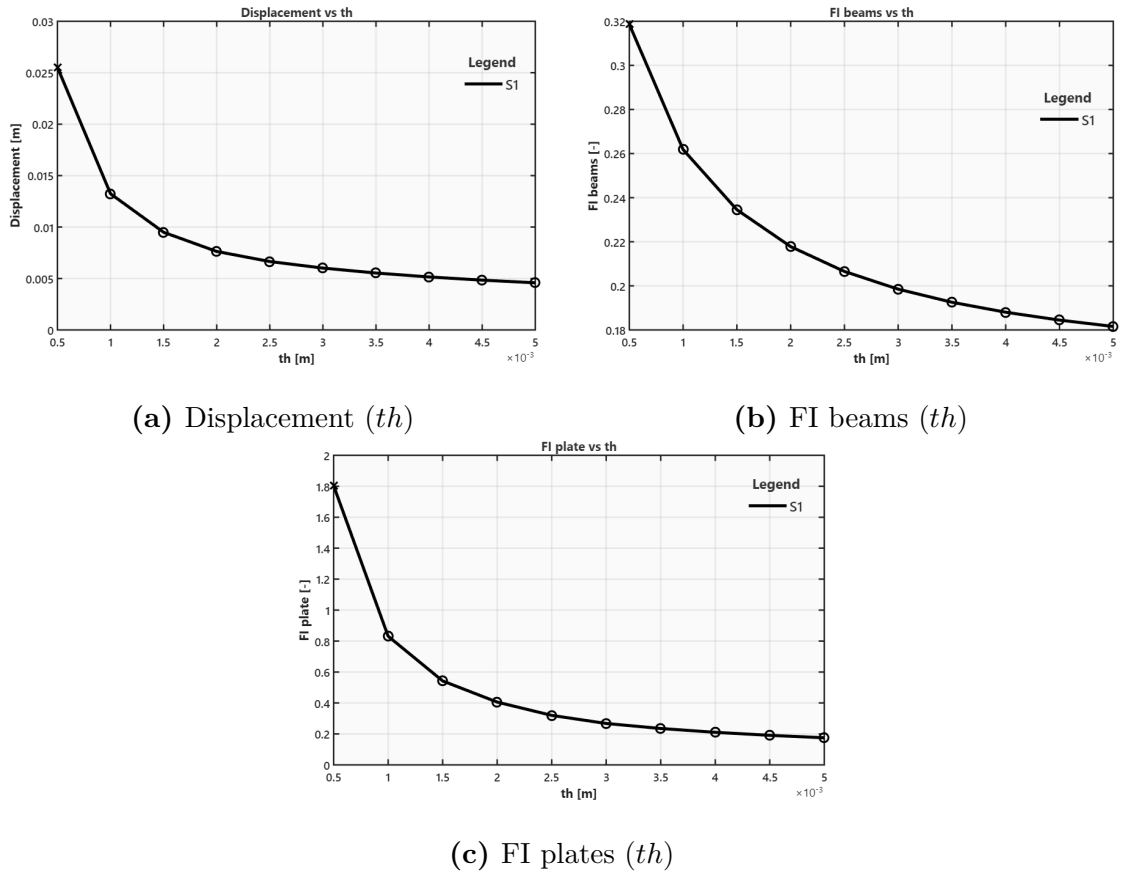 Displacement vs th
0.03
0.025
0.02
0.015
0.01
0.005
0
Displacement [m]
Legend
S1
0.5 1 1.5 2 2.5 3 3.5 4 4.5 5
×10-3
th [m]
(a) Displacement (th)
FI beams vs th
0.32
0.3
0.28
0.26
0.24
0.22
0.2
0.18
FI beams [-]
Legend
S1
0.5 1 1.5 2 2.5 3 3.5 4 4.5 5
×10-3
th [m]
(b) FI beams (th)
FI plate vs th
2
1.8
1.6
1.4
1.2
1
0.8
0.6
0.4
0.2
0
FI plate [-]
Legend
S1
0.5 1 1.5 2 2.5 3 3.5 4 4.5 5
×10-3
th [m]
(c) FI plates (th)